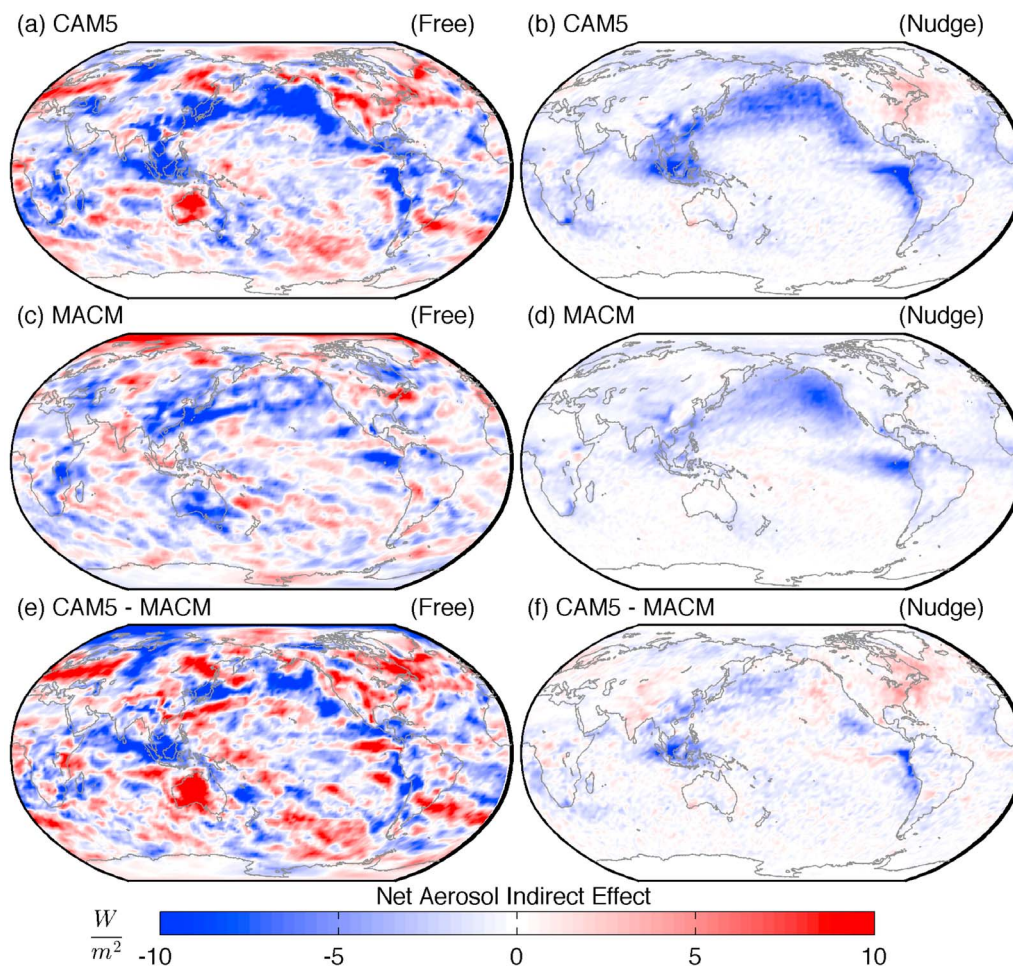 (a) CAM5 (Free)
(b) CAM5 (Nudge)
(c) MACM (Free)
(d) MACM (Nudge)
(e) CAM5 - MACM (Free)
(f) CAM5 - MACM (Nudge)
Net Aerosol Indirect Effect
W/m²
-10 -5 0 5 10